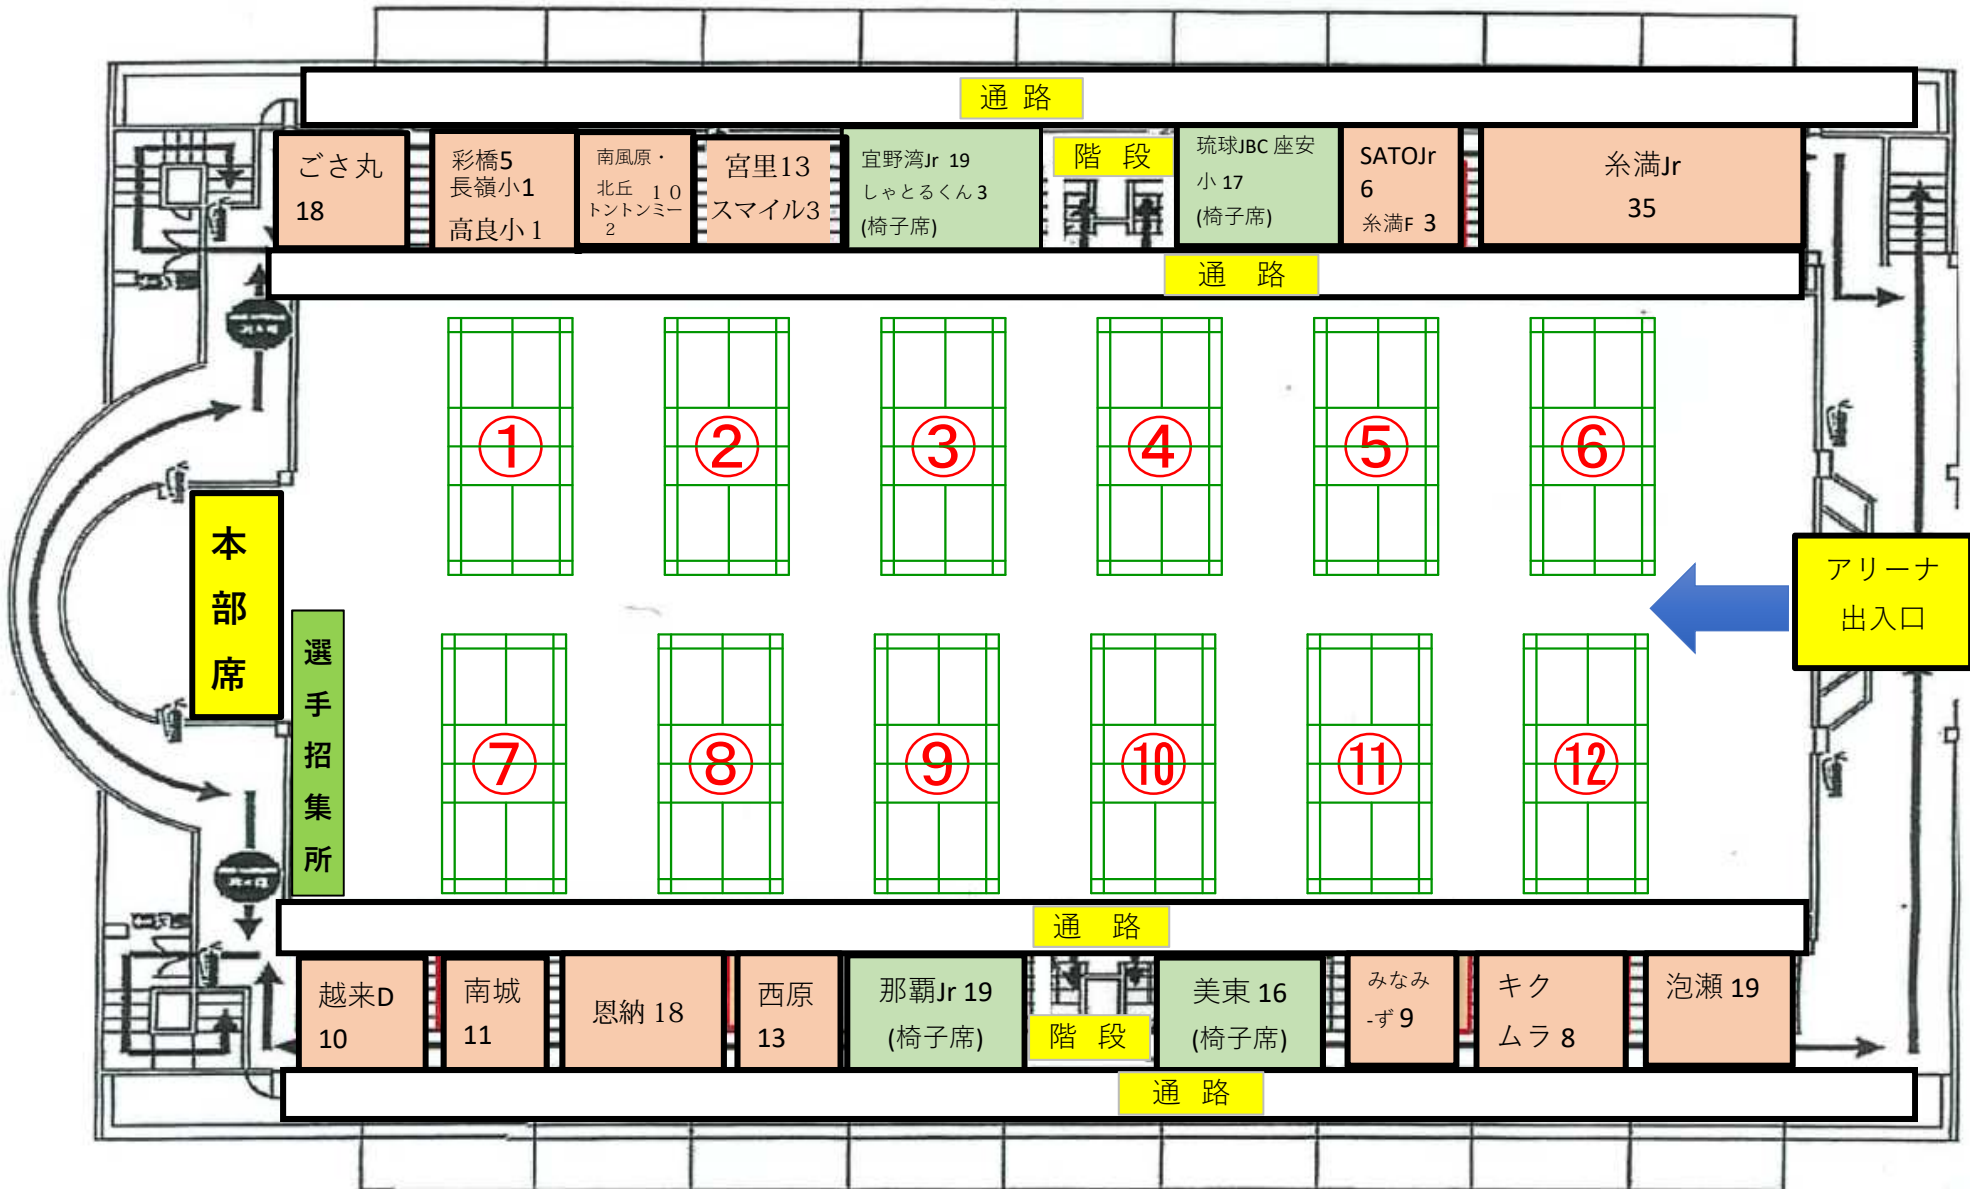 通 路
ごさ丸
18
彩橋5
長嶺小1
高良小1
南風原・
北丘 10
トントンミー
2
宮里13
スマイル3
宜野湾Jr 19
しゃとるくん 3
(椅子席)
階 段
琉球JBC 座安
小 17
(椅子席)
SATOJr
6
糸満F 3
糸満Jr
35
通 路
①
②
③
④
⑤
⑥
本部席
選手招集所
アリーナ
出入口
⑦
⑧
⑨
⑩
⑪
⑫
通 路
越来D
10
南城
11
恩納 18
西原
13
那覇Jr 19
(椅子席)
階 段
美東 16
(椅子席)
みなみ
-ず 9
キク
ムラ 8
泡瀬 19
通 路